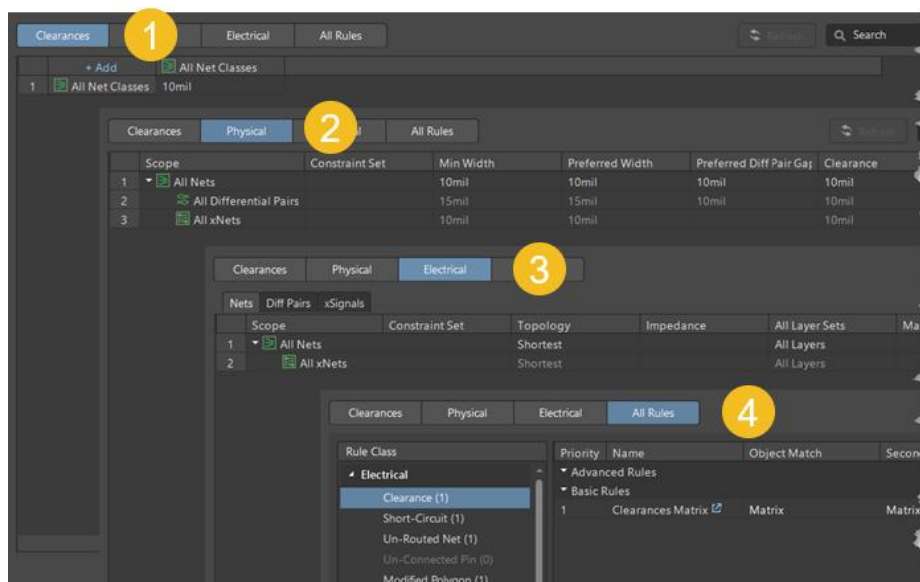 Clearances 1 Electrical All Rules Refresh Search
+ Add All Net Classes
1 All Net Classes 10mil
Clearances Physical 2 All Rules Refresh
Scope Constraint Set Min Width Preferred Width Preferred Diff Pair Gap Clearance
1 All Nets 10mil 10mil 10mil 10mil
2 All Differential Pairs 15mil 15mil 10mil 10mil
3 All xNets 10mil 10mil 10mil
Clearances Physical Electrical 3
Nets Diff Pairs xSignals
Scope Constraint Set Topology Impedance All Layer Sets Ma
1 All Nets Shortest All Layers
2 All xNets Shortest All Layers
Clearances Physical Electrical All Rules 4
Rule Class Priority Name Object Match Secon
Electrical Advanced Rules
Clearance (1) Basic Rules
Short-Circuit (1) 1 Clearances Matrix Matrix Matrix
Un-Routed Net (1)
Un-Connected Pin (0)
Modified Polygon (1)